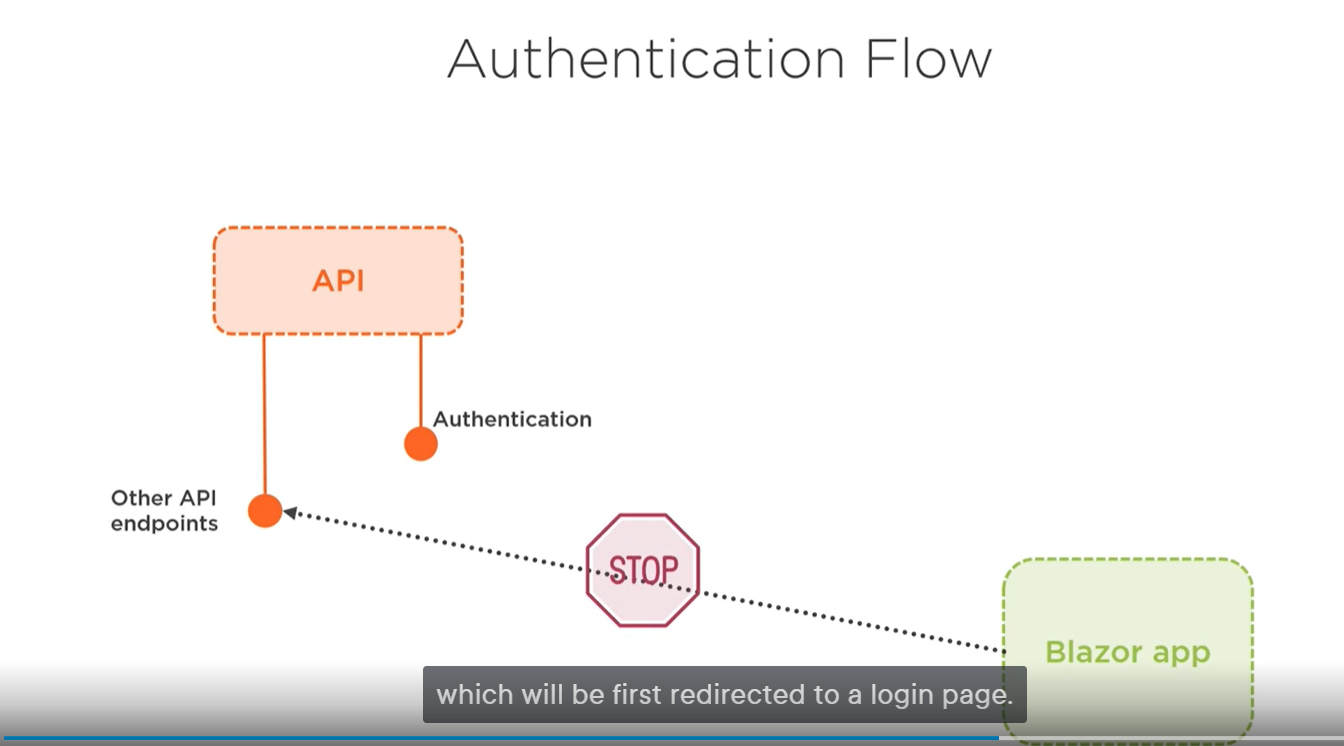 Authentication Flow
API
Authentication
Other API
endpoints
STOP
Blazor app
which will be first redirected to a login page.